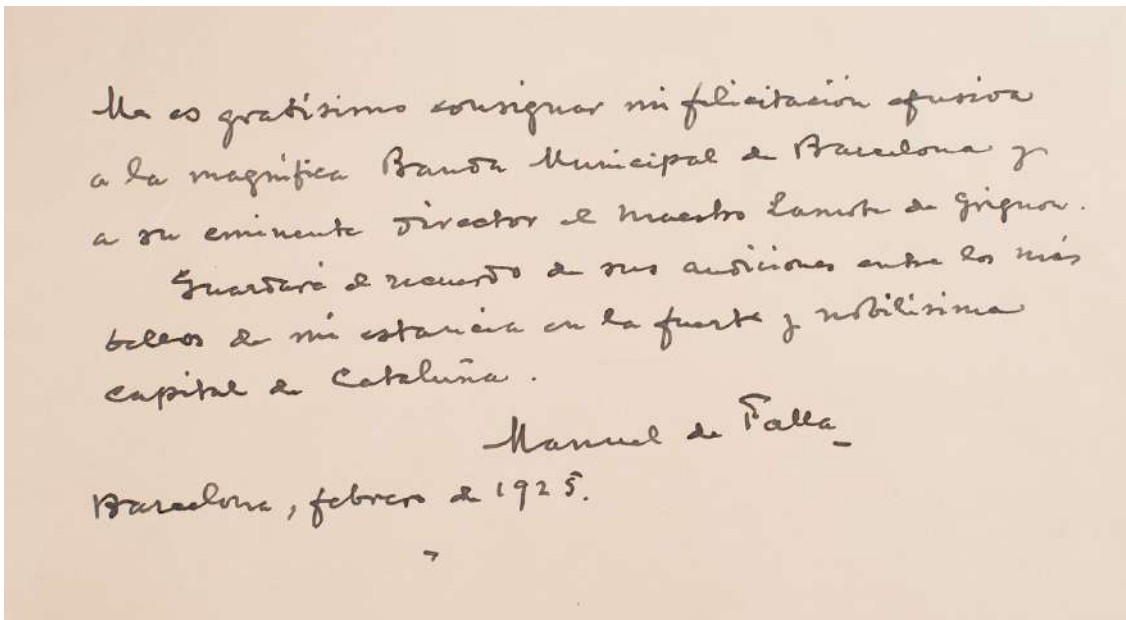 Me es gratísimo consignar mi felicitación efusiva
a la magnífica Banda Municipal de Barcelona y
a su eminente Director el Maestro Lamote de Grignon.
Guardaré el recuerdo de sus audiciones entre los más
bellos de mi estancia en la fuerte y nobilísima
capital de Cataluña.
Manuel de Falla
Barcelona, febrero de 1925.